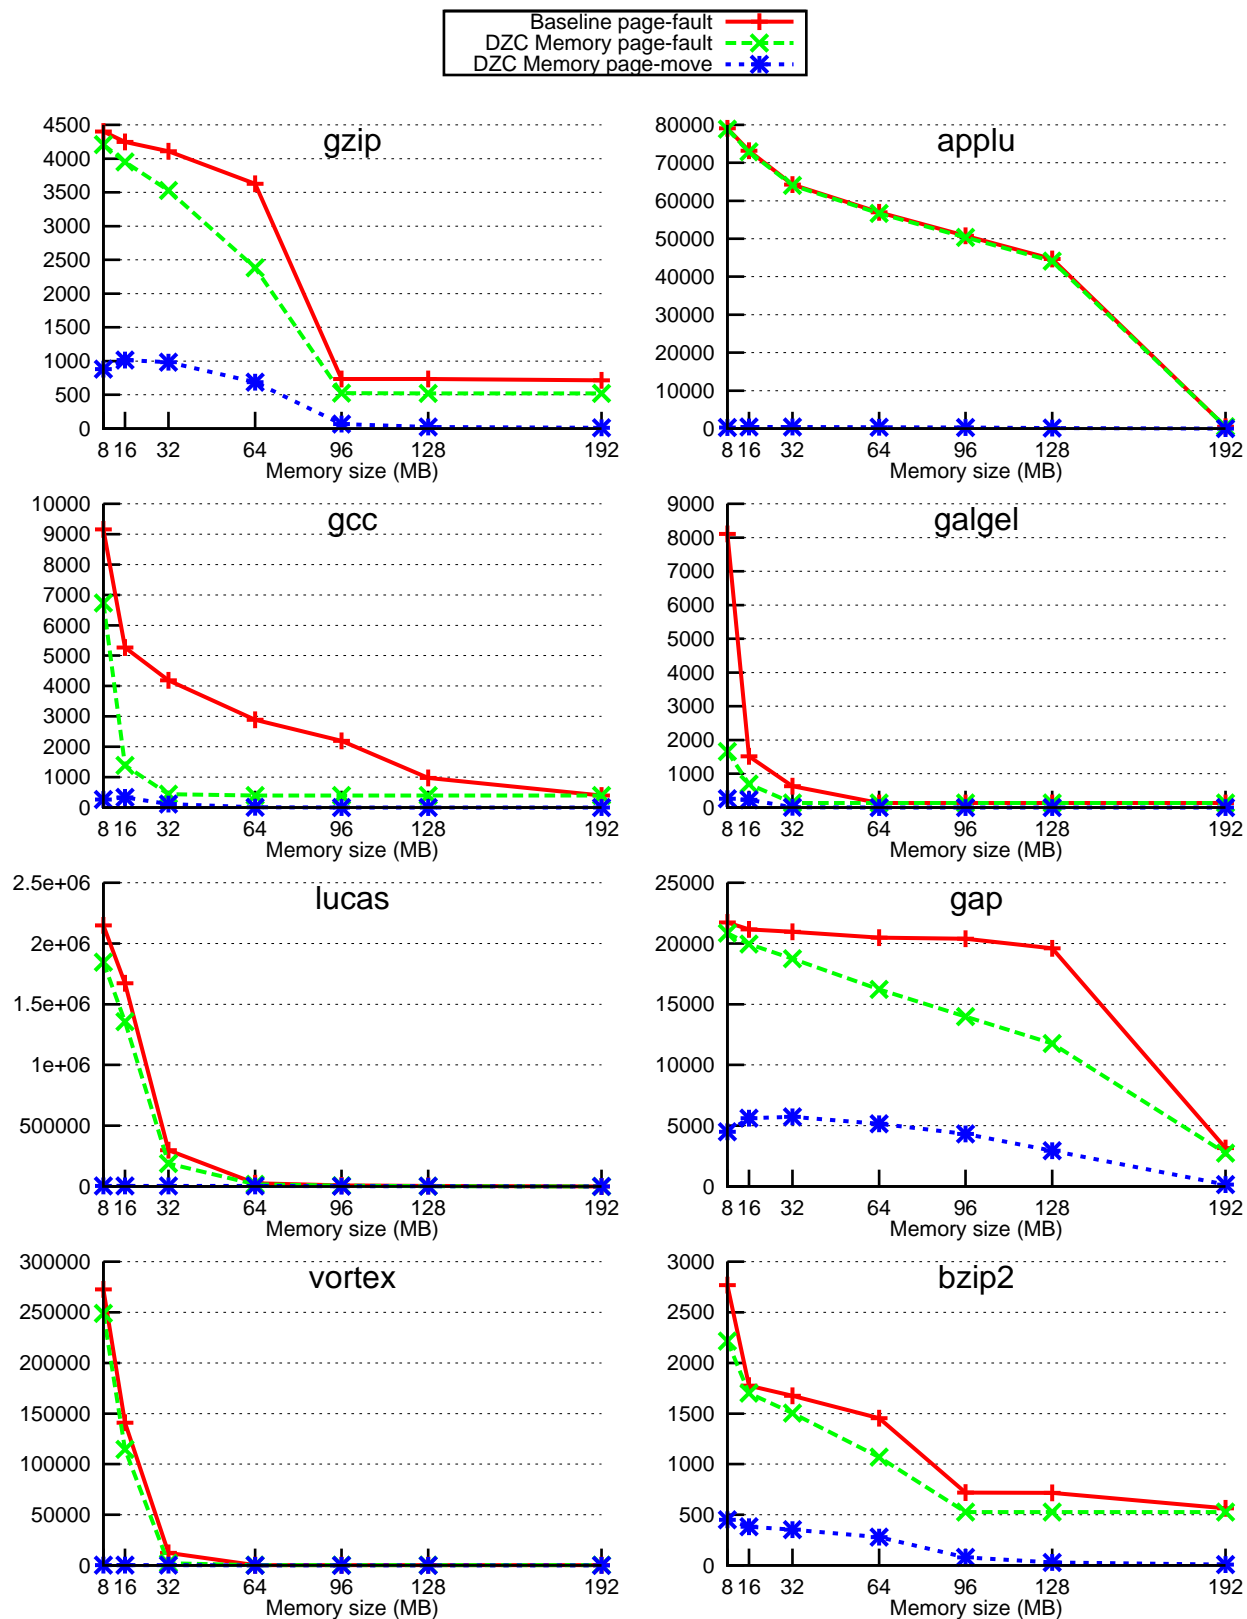 Baseline page-fault
DZC Memory page-fault
DZC Memory page-move
gzip
4500
4000
3500
3000
2500
2000
1500
1000
500
0
8 16 32 64 96 128 192
Memory size (MB)
applu
80000
70000
60000
50000
40000
30000
20000
10000
0
8 16 32 64 96 128 192
Memory size (MB)
gcc
10000
9000
8000
7000
6000
5000
4000
3000
2000
1000
0
8 16 32 64 96 128 192
Memory size (MB)
galgel
9000
8000
7000
6000
5000
4000
3000
2000
1000
0
8 16 32 64 96 128 192
Memory size (MB)
lucas
2.5e+06
2e+06
1.5e+06
1e+06
500000
0
8 16 32 64 96 128 192
Memory size (MB)
gap
25000
20000
15000
10000
5000
0
8 16 32 64 96 128 192
Memory size (MB)
vortex
300000
250000
200000
150000
100000
50000
0
8 16 32 64 96 128 192
Memory size (MB)
bzip2
3000
2500
2000
1500
1000
500
0
8 16 32 64 96 128 192
Memory size (MB)